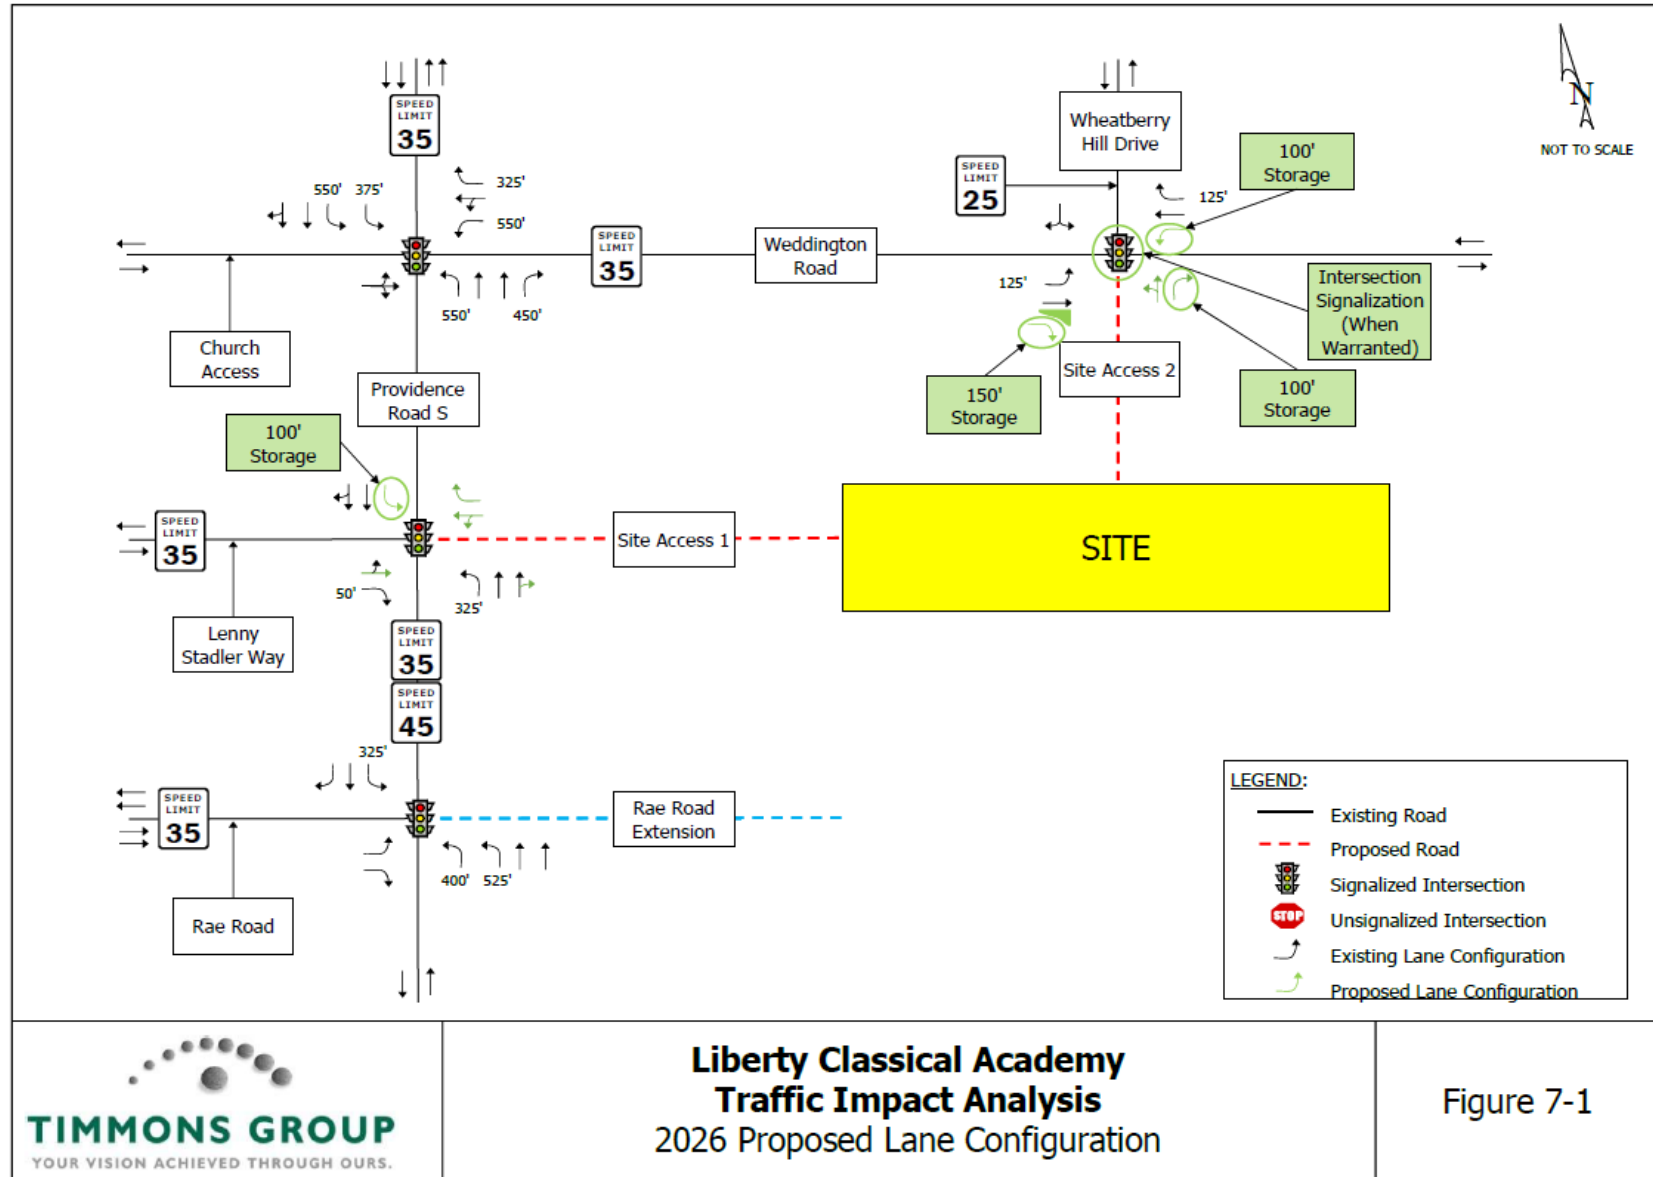 SPEED
LIMIT
35
Wheatberry
Hill Drive
100'
Storage
N
NOT TO SCALE
SPEED
LIMIT
25
550'
375'
325'
125'
550'
SPEED
LIMIT
35
Weddington
Road
Intersection
Signalization
(When
Warranted)
125'
550'
450'
Church
Access
Site Access 2
Providence
Road S
150'
Storage
100'
Storage
100'
Storage
SPEED
LIMIT
35
Site Access 1
SITE
50'
325'
Lenny
Stadler Way
SPEED
LIMIT
35
SPEED
LIMIT
45
325'
SPEED
LIMIT
35
Rae Road
Extension
400'
525'
Rae Road
LEGEND:
Existing Road
Proposed Road
Signalized Intersection
STOP
Unsignalized Intersection
Existing Lane Configuration
Proposed Lane Configuration
TIMMONS GROUP
YOUR VISION ACHIEVED THROUGH OURS.
Liberty Classical Academy
Traffic Impact Analysis
2026 Proposed Lane Configuration
Figure 7-1